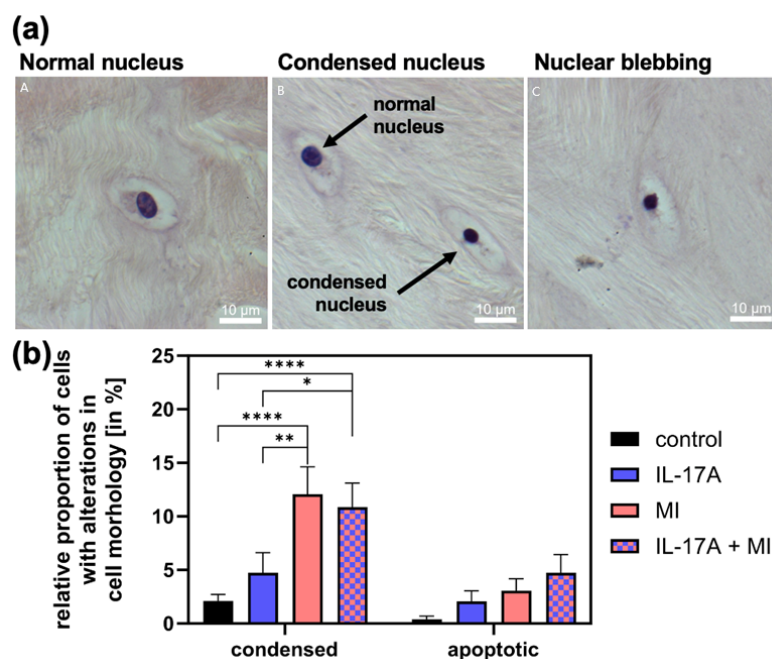 (a)
Normal nucleus
Condensed nucleus
Nuclear blebbing
A
B
C
normal
nucleus
condensed
nucleus
10 µm
10 µm
10 µm
(b)
relative proportion of cells
with alterations in
cell morhology [in %]
25
20
15
10
5
0
****
*
****
**
condensed
apoptotic
control
IL-17A
MI
IL-17A + MI